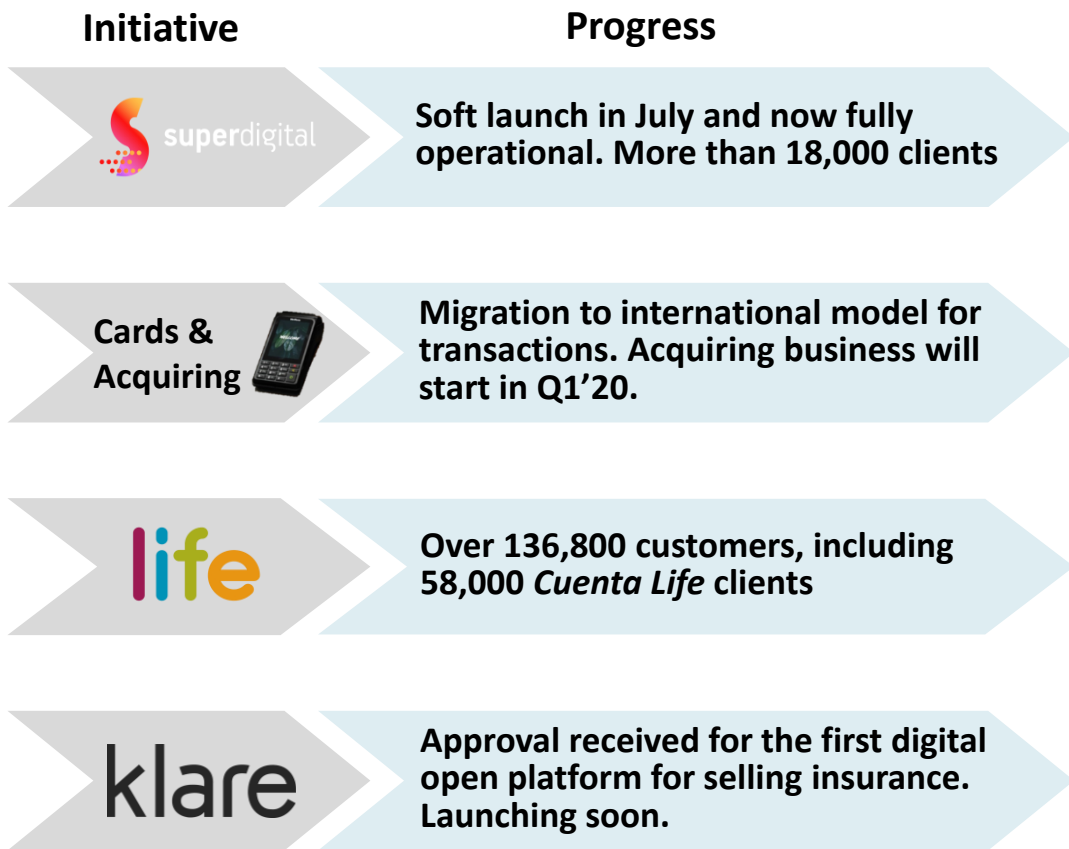 Initiative
Progress
superdigital
Soft launch in July and now fully
operational. More than 18,000 clients
Cards &
Acquiring
Migration to international model for
transactions. Acquiring business will
start in Q1’20.
life
Over 136,800 customers, including
58,000 Cuenta Life clients
klare
Approval received for the first digital
open platform for selling insurance.
Launching soon.